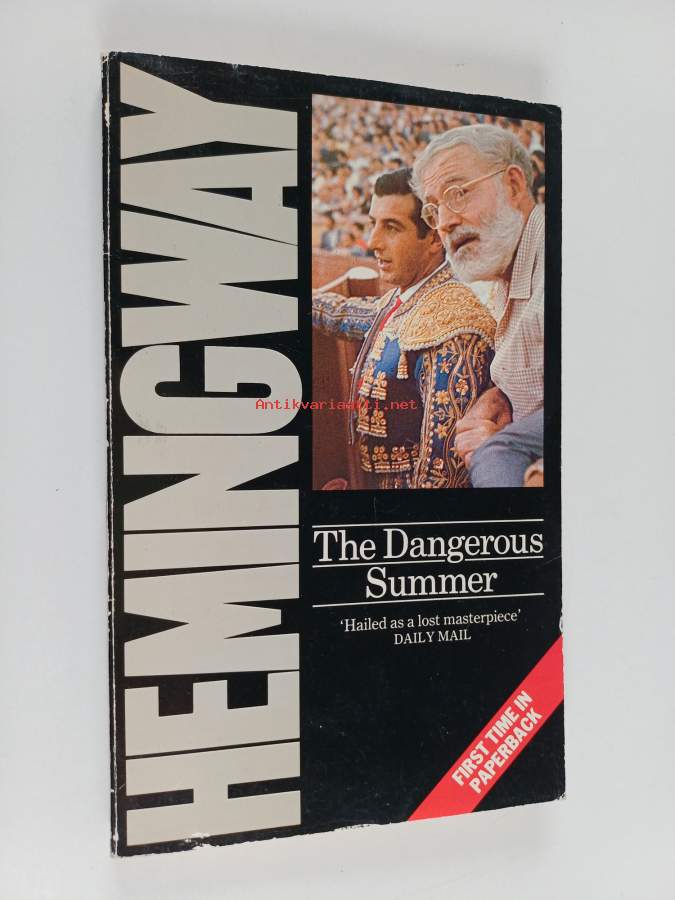 HEMINGWAY
Antikvariaatti.net
The Dangerous
Summer
‘Hailed as a lost masterpiece’
DAILY MAIL
FIRST TIME IN
PAPERBACK